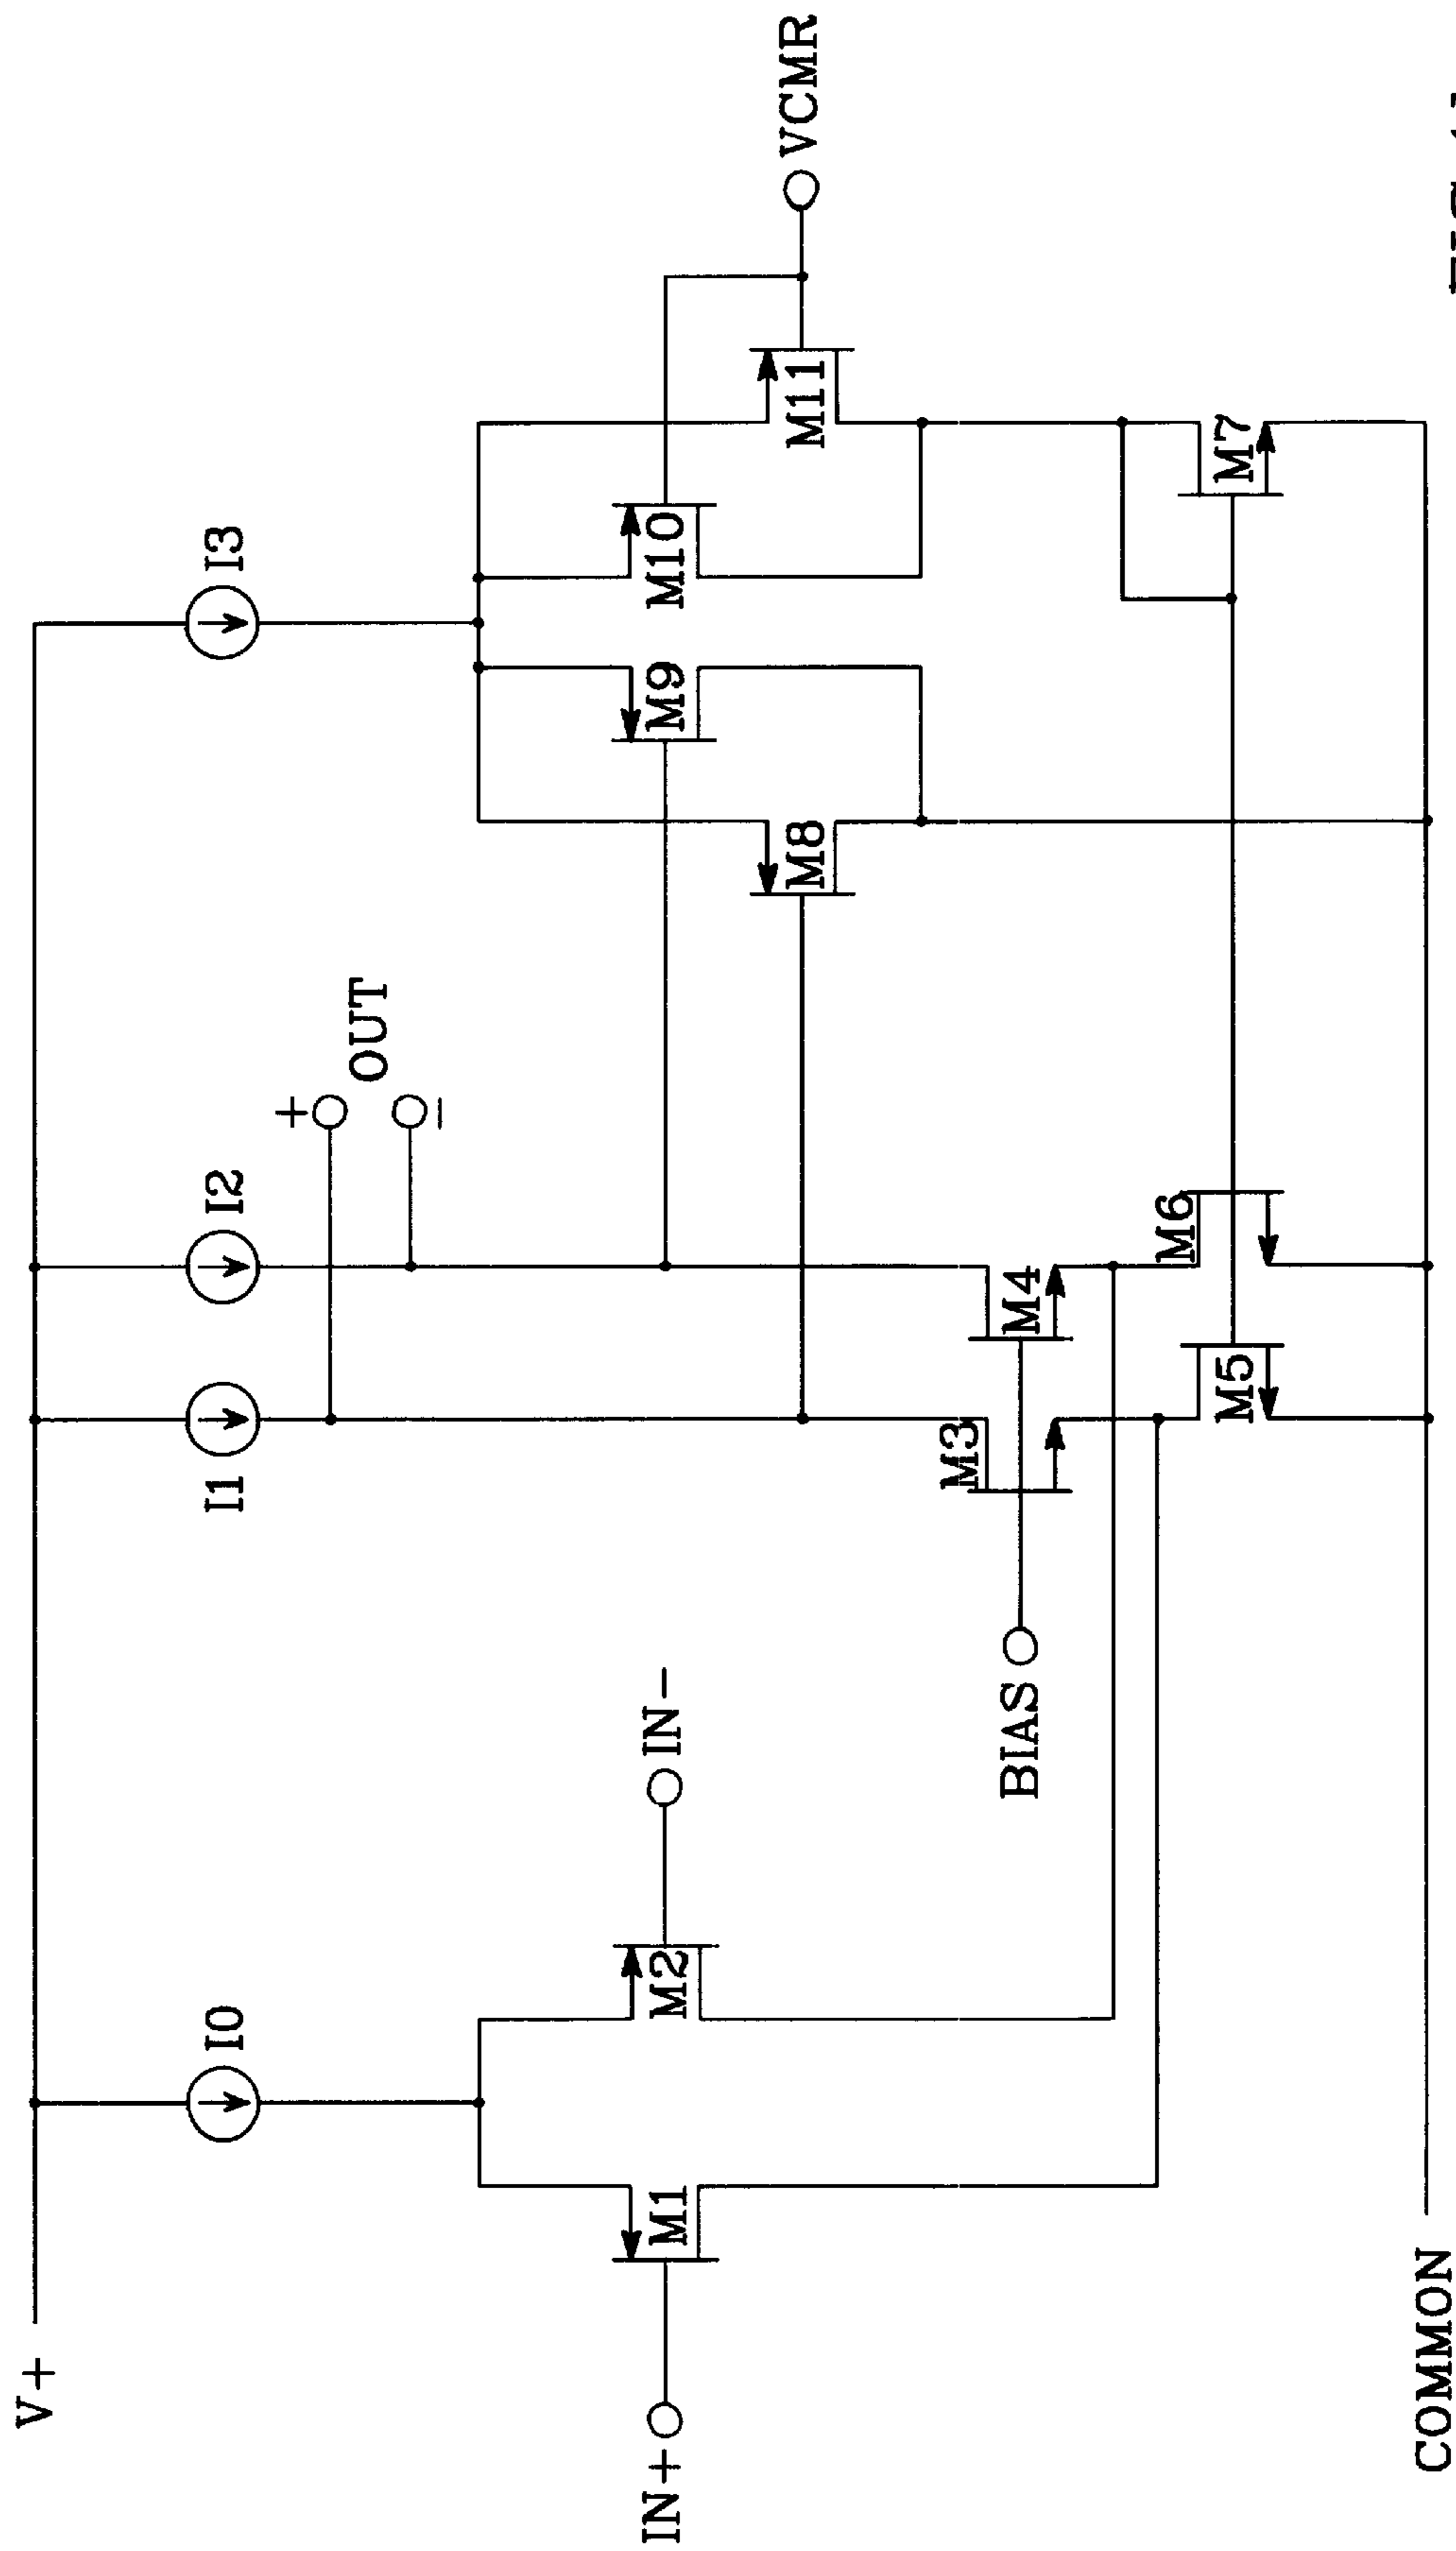 V+
I0
I1
I2
I3
+
OUT
−
IN+
M1
M2
IN−
M9
M10
M8
M11
VCMR
BIAS
M3
M4
M5
M6
M7
COMMON